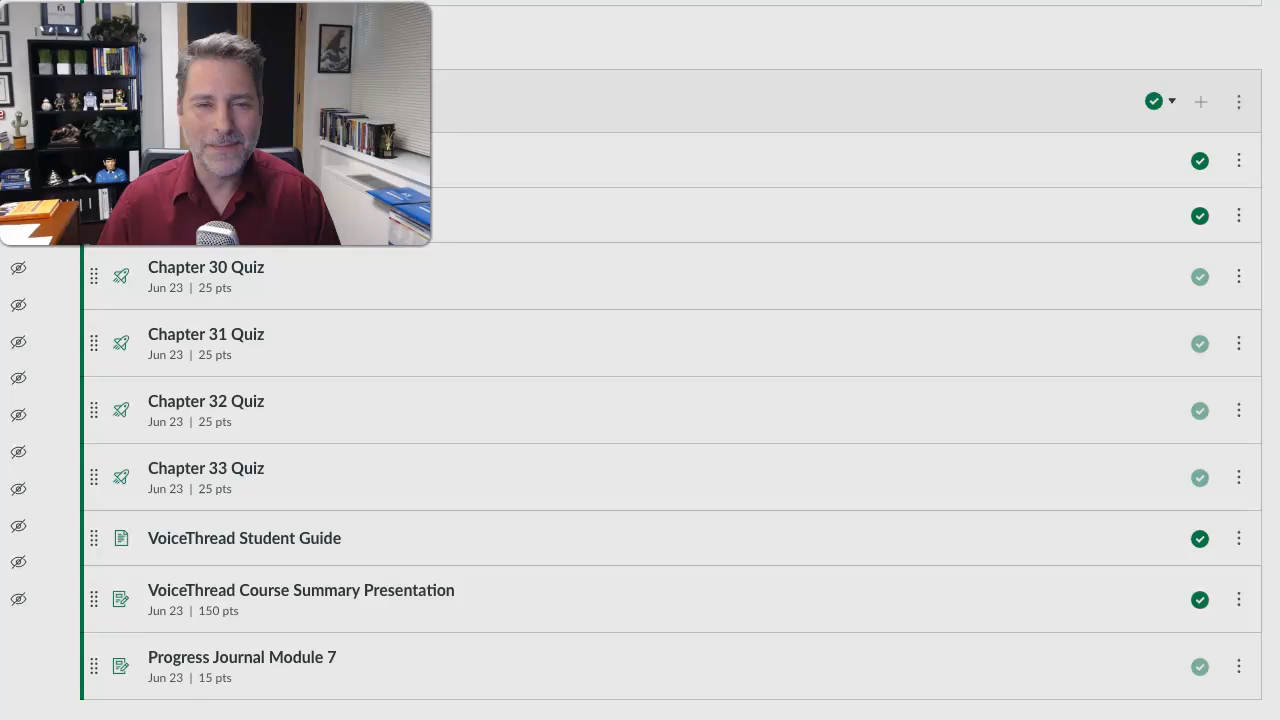 Chapter 30 Quiz
Jun 23 | 25 pts
Chapter 31 Quiz
Jun 23 | 25 pts
Chapter 32 Quiz
Jun 23 | 25 pts
Chapter 33 Quiz
Jun 23 | 25 pts
VoiceThread Student Guide
VoiceThread Course Summary Presentation
Jun 23 | 150 pts
Progress Journal Module 7
Jun 23 | 15 pts